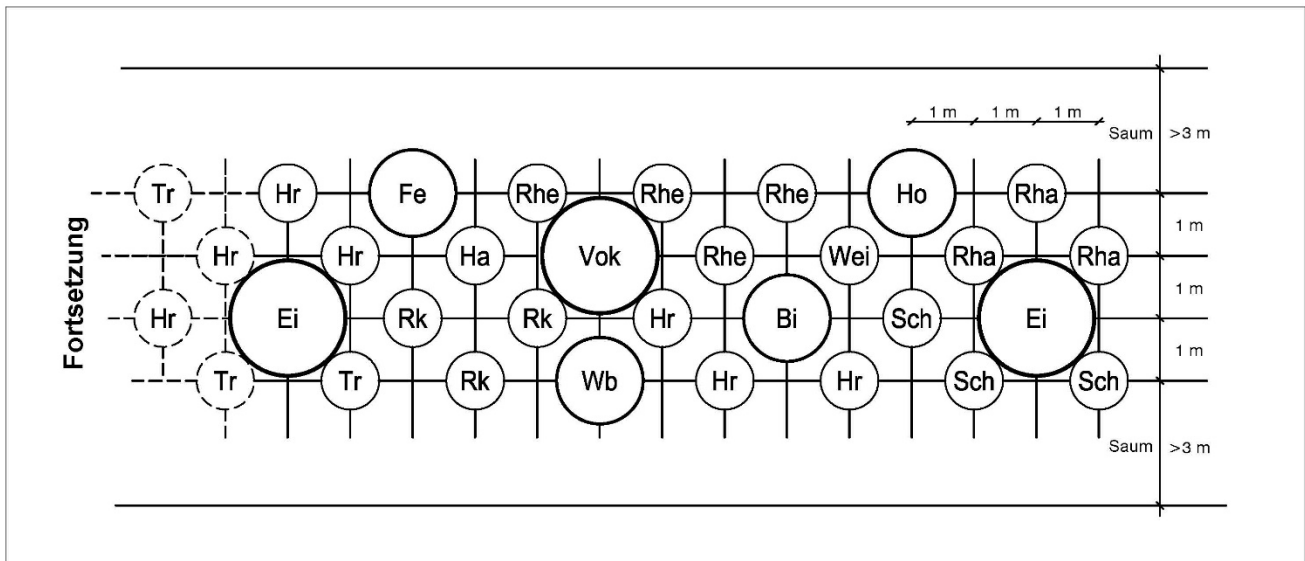 1 m 1 m 1 m
Saum >3 m
Tr Hr Fe Rhe Rhe Rhe Ho Rha
1 m
Hr Hr Ha Vok Rhe Wei Rha Rha
1 m
Hr Ei Rk Rk Hr Bi Sch Ei
1 m
Tr Tr Rk Wb Hr Hr Sch Sch
Saum >3 m
Fortsetzung